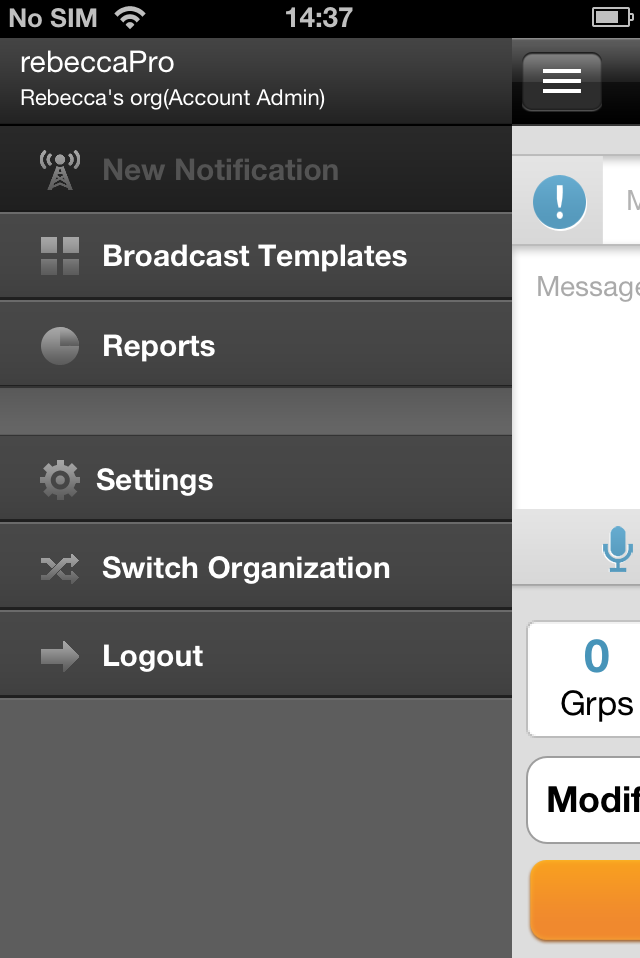 No SIM 14:37
rebeccaPro
Rebecca's org(Account Admin)
New Notification
Broadcast Templates
Reports
Settings
Switch Organization
Logout
M
Message
0
Grps
Modif